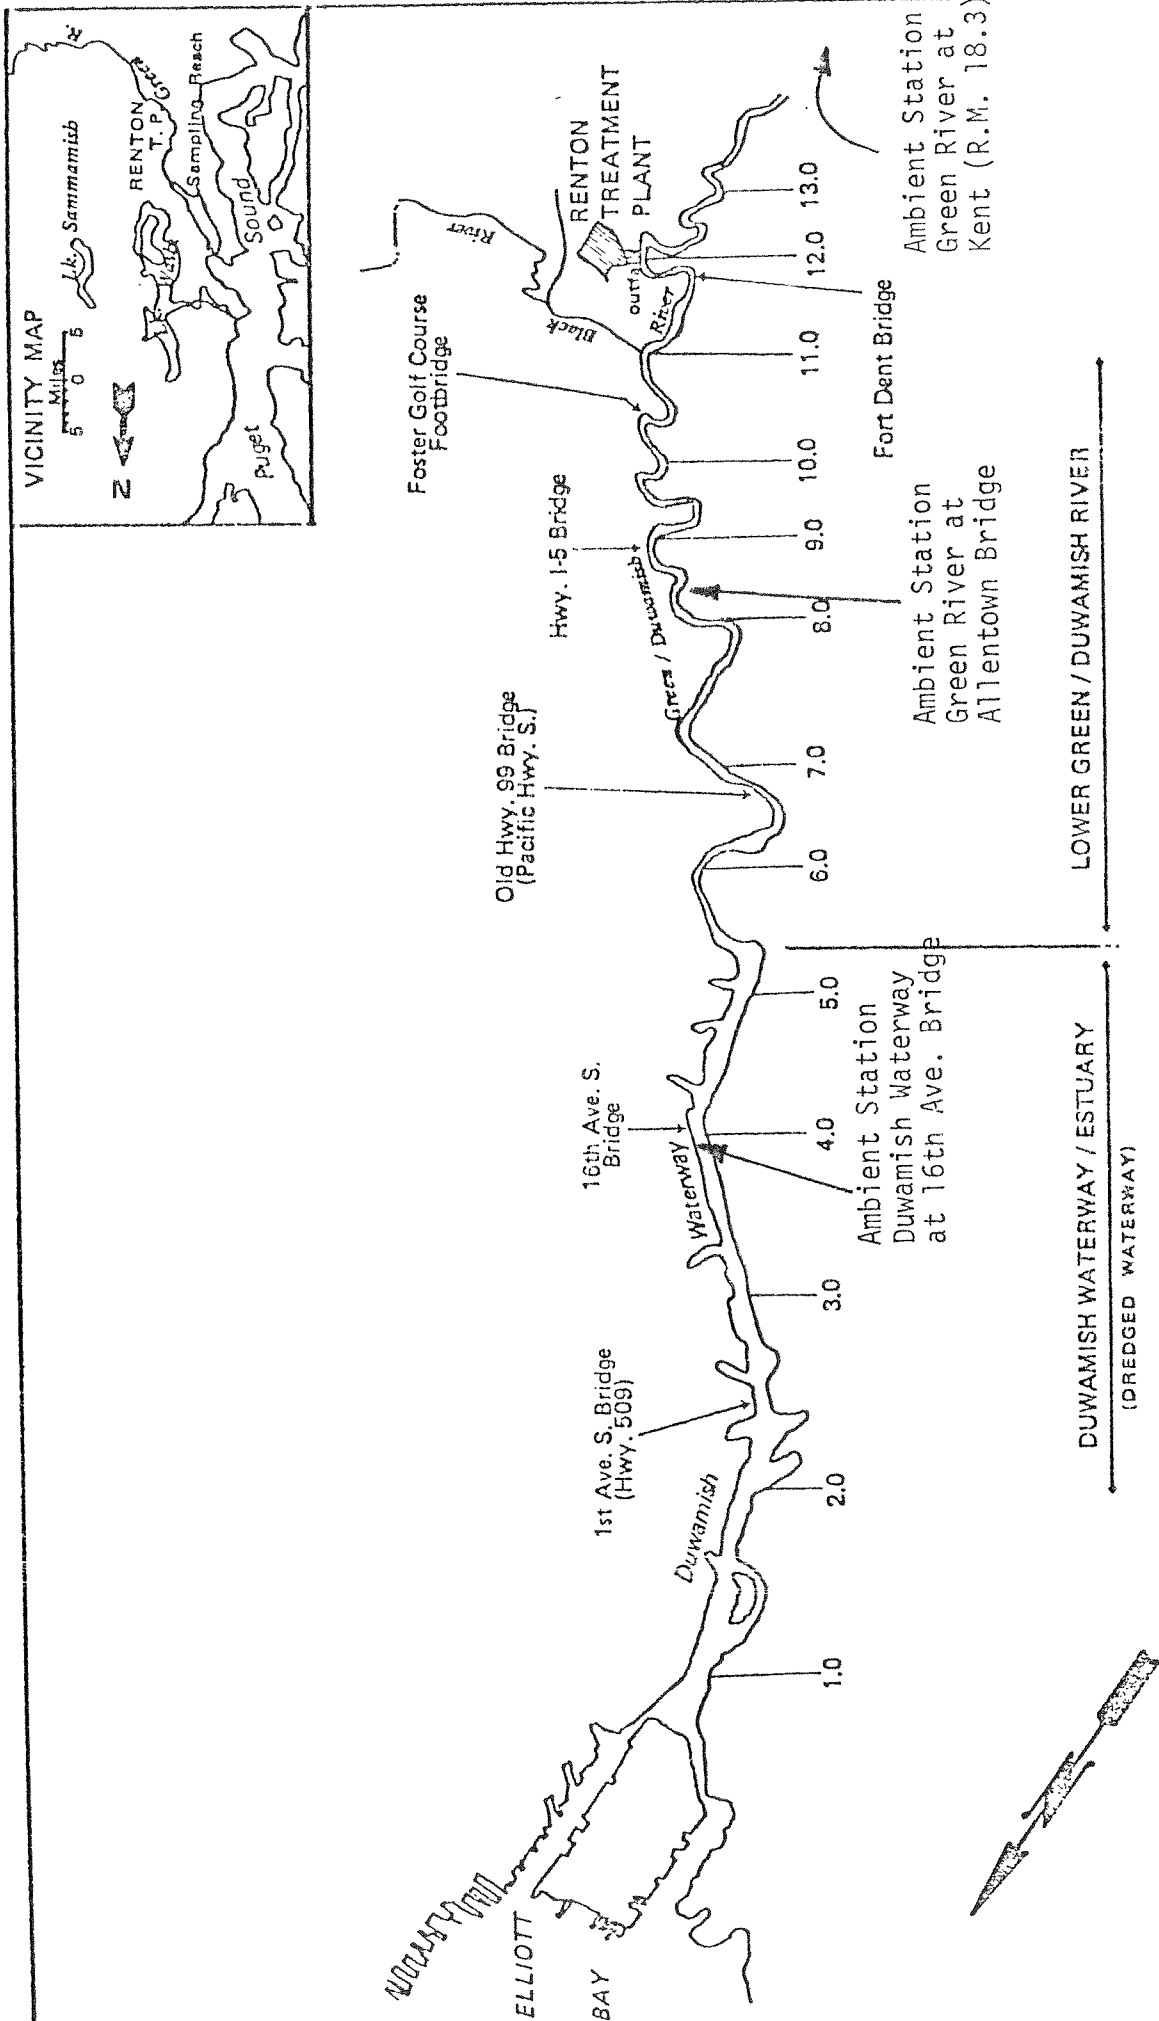 VICINITY MAP
Miles
5 0 5
N
Lk. Sammamish
RENTON
T.P.
Green
R.
Sampling Reach
Lk.
Wash.
Puget
Sound
ELLIOTT
BAY
Duwamish
Waterway
1st Ave. S. Bridge
(Hwy. 509)
16th Ave. S.
Bridge
Old Hwy. 99 Bridge
(Pacific Hwy. S.)
Hwy. I-5 Bridge
Green / Duwamish
Foster Golf Course
Footbridge
Black
River
RENTON
TREATMENT
PLANT
outfall
River
1.0
2.0
3.0
4.0
5.0
6.0
7.0
8.0
9.0
10.0
11.0
12.0
13.0
Fort Dent Bridge
Ambient Station
Duwamish Waterway
at 16th Ave. Bridge
Ambient Station
Green River at
Allentown Bridge
Ambient Station
Green River at
Kent (R.M. 18.3)
DUWAMISH WATERWAY / ESTUARY
(DREDGED WATERWAY)
LOWER GREEN / DUWAMISH RIVER